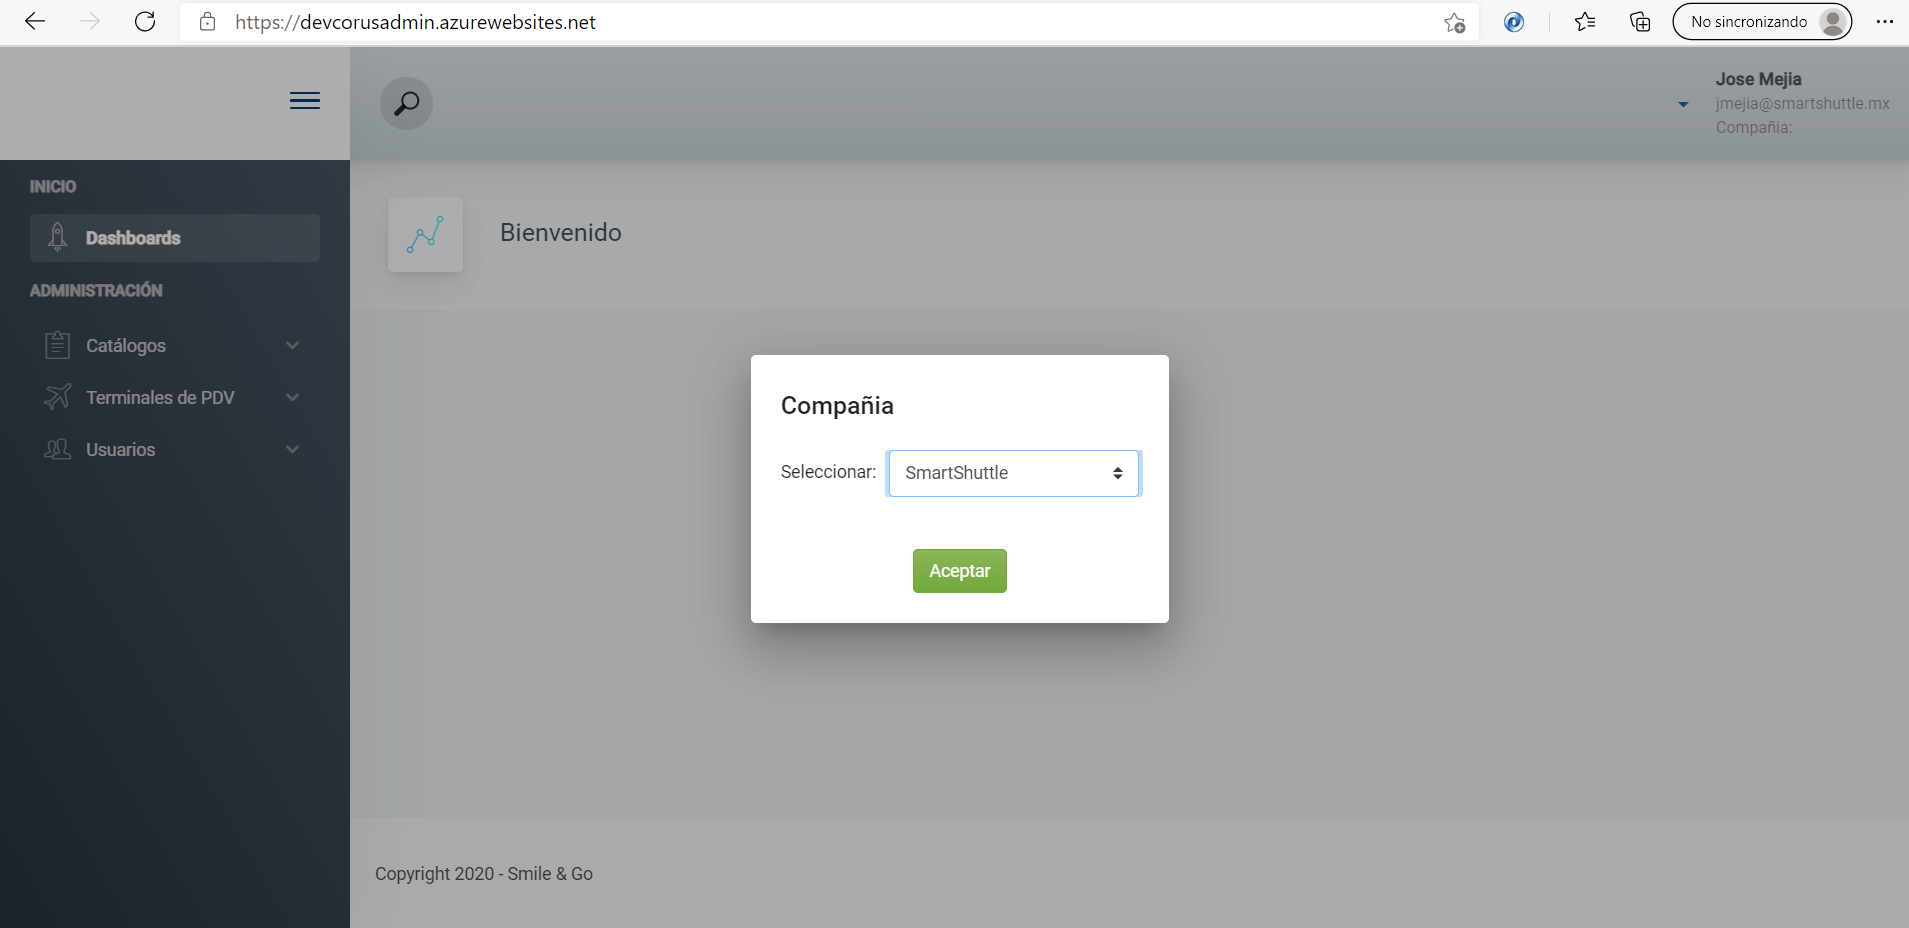 https://devcorusadmin.azurewebsites.net
No sincronizando
Jose Mejia
jmejia@smartshuttle.mx
Compañia:
INICIO
Dashboards
ADMINISTRACIÓN
Catálogos
Terminales de PDV
Usuarios
Bienvenido
Compañia
Seleccionar: SmartShuttle
Aceptar
Copyright 2020 - Smile & Go